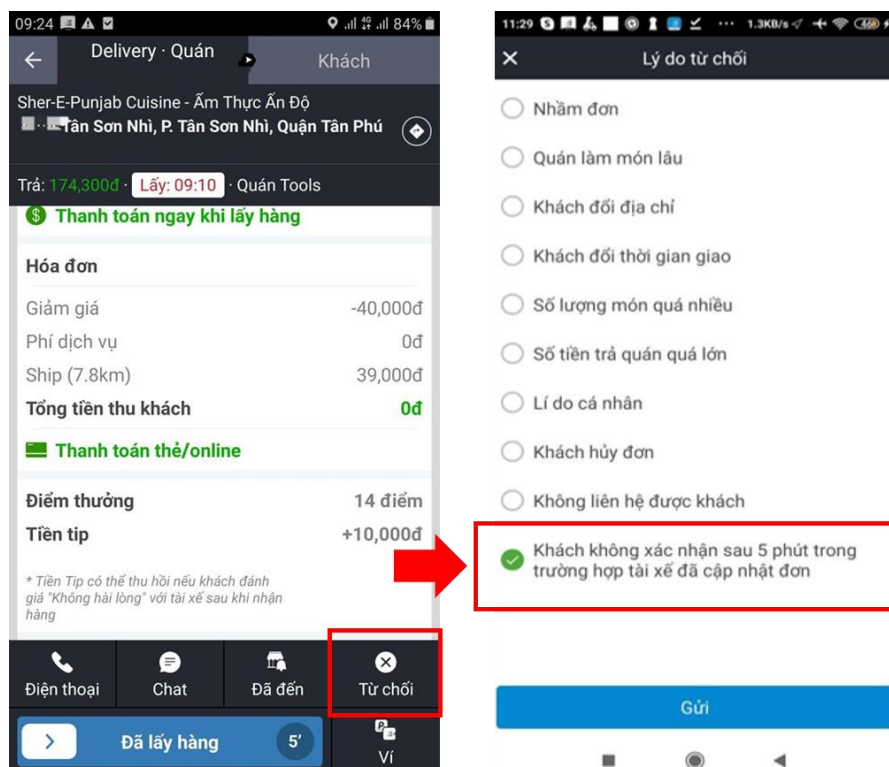 09:24 84%
Delivery · Quán
Khách
Sher-E-Punjab Cuisine - Ẩm Thực Ấn Độ
Tân Sơn Nhì, P. Tân Sơn Nhì, Quận Tân Phú
Trả: 174,300đ · Lấy: 09:10 · Quán Tools
$ Thanh toán ngay khi lấy hàng
Hóa đơn
Giảm giá -40,000đ
Phí dịch vụ 0đ
Ship (7.8km) 39,000đ
Tổng tiền thu khách 0đ
Thanh toán thẻ/online
Điểm thưởng 14 điểm
Tiền tip +10,000đ
* Tiền Tip có thể thu hồi nếu khách đánh
giá "Không hài lòng" với tài xế sau khi nhận
hàng
Điện thoại Chat Đã đến Từ chối
Đã lấy hàng 5' Ví
11:29 ··· 1.3KB/s
Lý do từ chối
Nhầm đơn
Quán làm món lâu
Khách đổi địa chỉ
Khách đổi thời gian giao
Số lượng món quá nhiều
Số tiền trả quán quá lớn
Lí do cá nhân
Khách hủy đơn
Không liên hệ được khách
Khách không xác nhận sau 5 phút trong
trường hợp tài xế đã cập nhật đơn
Gửi